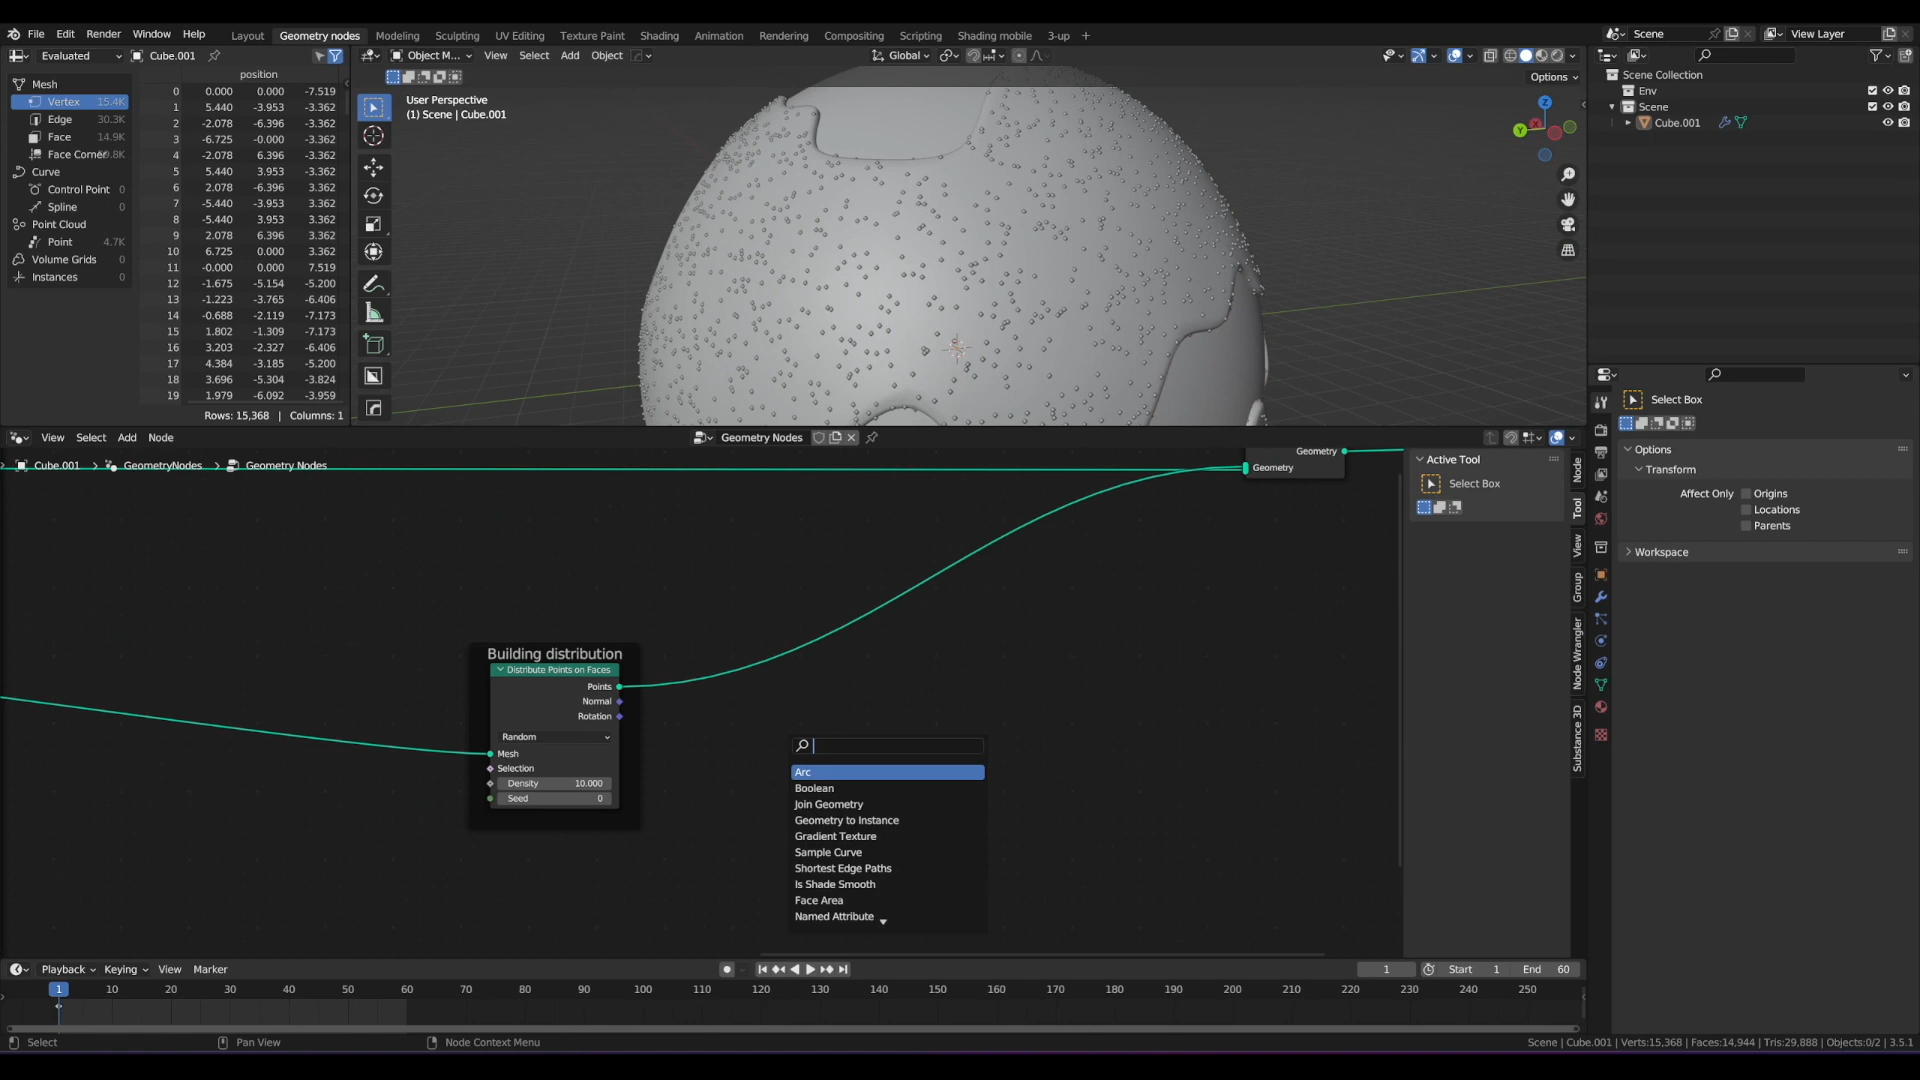 File Edit Render Window Help Layout Geometry nodes Modeling Sculpting UV Editing Texture Paint Shading Animation Rendering Compositing Scripting Shading mobile 3-up + Scene View Layer
Evaluated Cube.001 Object M... View Select Add Object Global
position
Options
Mesh
Vertex 15.4K
Edge 30.3K
Face 14.9K
Face Corner
Curve
Control Point 0
Spline 0
Point Cloud
Point 4.7K
Volume Grids
Instances 0
0 0.000 0.000 -7.519
1 5.440 -3.953 -3.362
2 -2.078 -6.396 -3.362
3 -6.725 -0.000 -3.362
4 -2.078 6.396 -3.362
5 5.440 3.953 -3.362
6 2.078 -6.396 3.362
7 -5.440 -3.953 3.362
8 -5.440 3.953 3.362
9 2.078 6.396 3.362
10 6.725 0.000 3.362
11 -0.000 0.000 7.519
12 -1.675 -5.154 -5.200
13 -1.223 -3.765 -6.406
14 -0.688 -2.119 -7.173
15 1.802 -1.309 -7.173
16 3.203 -2.327 -6.406
17 4.384 -3.185 -5.200
18 3.696 -5.304 -3.824
19 1.979 -6.092 -3.959
Rows: 15,368 | Columns: 1
User Perspective
(1) Scene | Cube.001
Z
Y
X
Scene Collection
Env
Scene
Cube.001
Select Box
Options
Transform
Affect Only Origins
Locations
Parents
Workspace
View Select Add Node Geometry Nodes
Cube.001 > GeometryNodes > Geometry Nodes
Geometry
Geometry
Active Tool
Select Box
Node
Tool
View
Group
Node Wrangler
Substance 3D
Building distribution
Distribute Points on Faces
Points
Normal
Rotation
Random
Mesh
Selection
Density 10.000
Seed 0
Arc
Boolean
Join Geometry
Geometry to Instance
Gradient Texture
Sample Curve
Shortest Edge Paths
Is Shade Smooth
Face Area
Named Attribute
Playback Keying View Marker 1 Start 1 End 60
1 10 20 30 40 50 60 70 80 90 100 110 120 130 140 150 160 170 180 190 200 210 220 230 240 250
Select Pan View Node Context Menu Scene | Cube.001 | Verts:15,368 | Faces:14,944 | Tris:29,888 | Objects:0/2 | 3.5.1